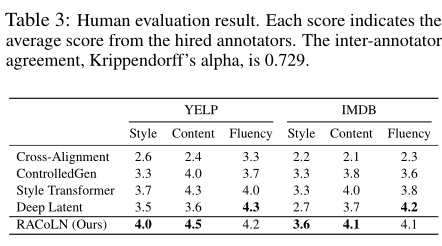 Table 3: Human evaluation result. Each score indicates the
average score from the hired annotators. The inter-annotator
agreement, Krippendorff's alpha, is 0.729.
YELP IMDB
Style Content Fluency Style Content Fluency
Cross-Alignment 2.6 2.4 3.3 2.2 2.1 2.3
ControlledGen 3.3 4.0 3.7 3.3 3.8 3.6
Style Transformer 3.7 4.3 4.0 3.3 4.0 3.8
Deep Latent 3.5 3.6 4.3 2.7 3.7 4.2
RACoLN (Ours) 4.0 4.5 4.2 3.6 4.1 4.1